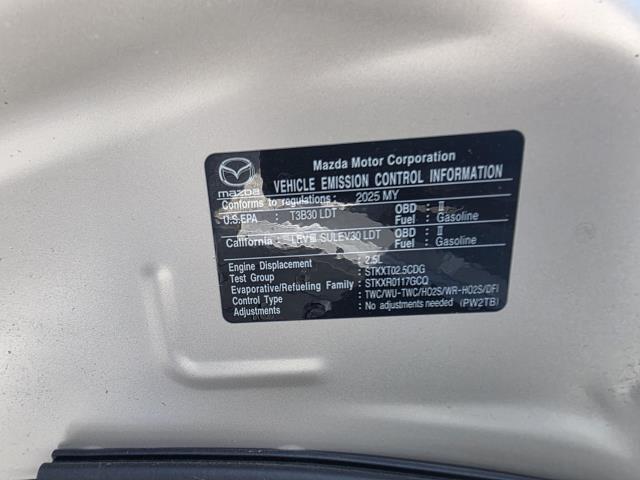 mazda
Mazda Motor Corporation
VEHICLE EMISSION CONTROL INFORMATION
Conforms to regulations : 2025 MY
U.S.EPA : T3B30 LDT OBD : II
Fuel : Gasoline
California : LEVIII SULEV30 LDT OBD : II
Fuel : Gasoline
Engine Displacement : 2.5L
Test Group : STKXT02.5CDG
Evaporative/Refueling Family : STKXR0117GCQ
Control Type : TWC/WU-TWC/HO2S/WR-HO2S/DFI
Adjustments : No adjustments needed (PW2TB)